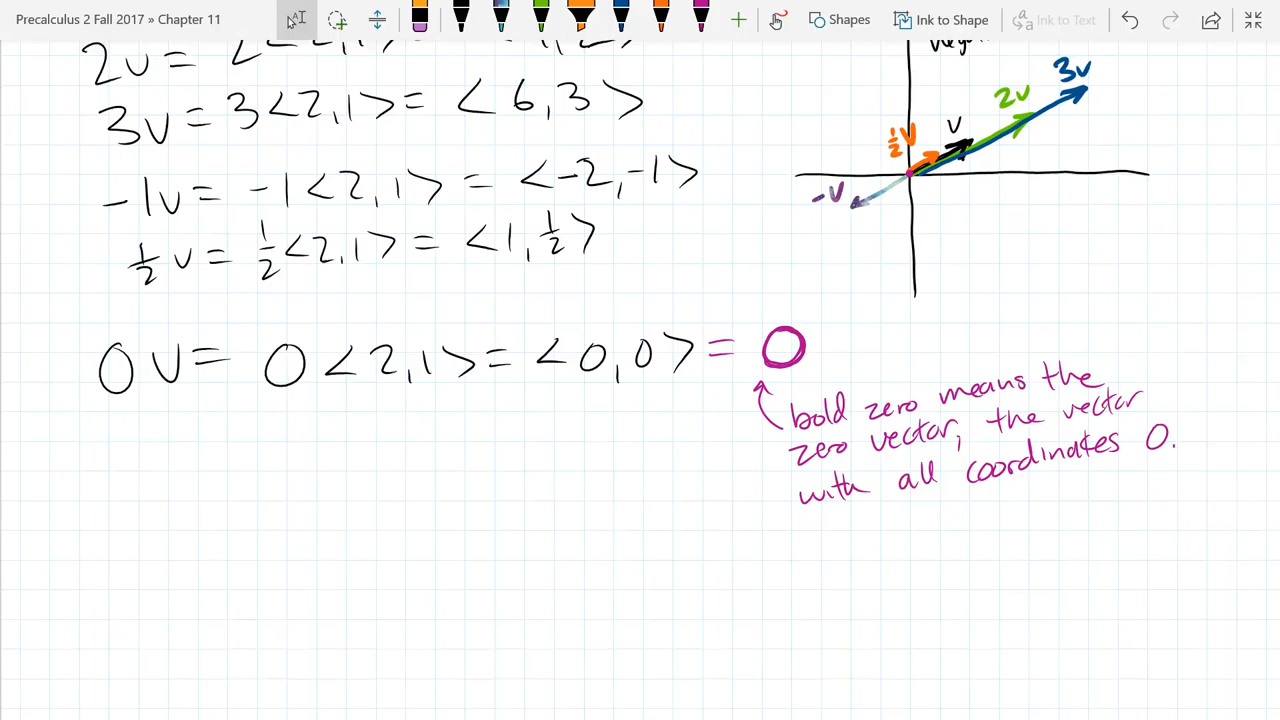 Precalculus 2 Fall 2017 » Chapter 11
Shapes
Ink to Shape
Ink to Text
2v =
3v = 3<2,1> = <6,3>
-1v = -1<2,1> = <-2,-1>
½v = ½<2,1> = <1,½>
0v = 0<2,1> = <0,0> = 0
bold zero means the
zero vector, the vector
with all coordinates 0.
3v
2v
v
½v
-v